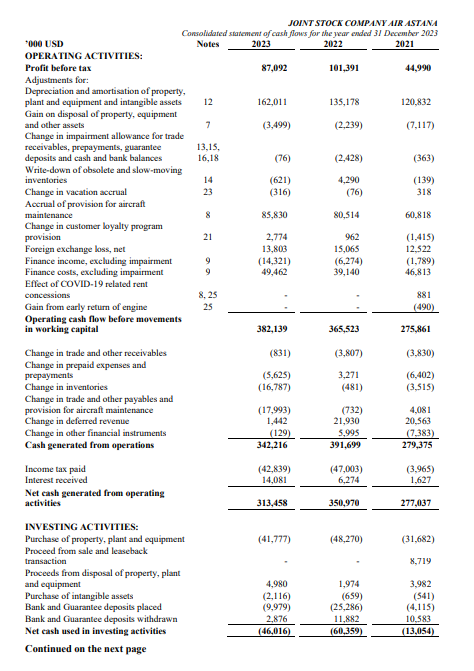 JOINT STOCK COMPANY AIR ASTANA
Consolidated statement of cash flows for the year ended 31 December 2023
'000 USD Notes 2023 2022 2021
OPERATING ACTIVITIES:
Profit before tax 87,092 101,391 44,990
Adjustments for:
Depreciation and amortisation of property,
plant and equipment and intangible assets 12 162,011 135,178 120,832
Gain on disposal of property, equipment
and other assets 7 (3,499) (2,239) (7,117)
Change in impairment allowance for trade
receivables, prepayments, guarantee 13,15,
deposits and cash and bank balances 16,18 (76) (2,428) (363)
Write-down of obsolete and slow-moving
inventories 14 (621) 4,290 (139)
Change in vacation accrual 23 (316) (76) 318
Accrual of provision for aircraft
maintenance 8 85,830 80,514 60,818
Change in customer loyalty program
provision 21 2,774 962 (1,415)
Foreign exchange loss, net 13,803 15,065 12,522
Finance income, excluding impairment 9 (14,321) (6,274) (1,789)
Finance costs, excluding impairment 9 49,462 39,140 46,813
Effect of COVID-19 related rent
concessions 8, 25 - - 881
Gain from early return of engine 25 - - (490)
Operating cash flow before movements
in working capital 382,139 365,523 275,861
Change in trade and other receivables (831) (3,807) (3,830)
Change in prepaid expenses and
prepayments (5,625) 3,271 (6,402)
Change in inventories (16,787) (481) (3,515)
Change in trade and other payables and
provision for aircraft maintenance (17,993) (732) 4,081
Change in deferred revenue 1,442 21,930 20,563
Change in other financial instruments (129) 5,995 (7,383)
Cash generated from operations 342,216 391,699 279,375
Income tax paid (42,839) (47,003) (3,965)
Interest received 14,081 6,274 1,627
Net cash generated from operating
activities 313,458 350,970 277,037
INVESTING ACTIVITIES:
Purchase of property, plant and equipment (41,777) (48,270) (31,682)
Proceed from sale and leaseback
transaction - - 8,719
Proceeds from disposal of property, plant
and equipment 4,980 1,974 3,982
Purchase of intangible assets (2,116) (659) (541)
Bank and Guarantee deposits placed (9,979) (25,286) (4,115)
Bank and Guarantee deposits withdrawn 2,876 11,882 10,583
Net cash used in investing activities (46,016) (60,359) (13,054)
Continued on the next page